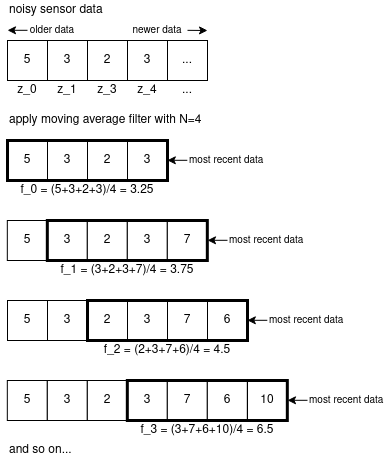 noisy sensor data
older data newer data
5 3 2 3 ...
z_0 z_1 z_3 z_4 ...
apply moving average filter with N=4
5 3 2 3 most recent data
f_0 = (5+3+2+3)/4 = 3.25
5 3 2 3 7 most recent data
f_1 = (3+2+3+7)/4 = 3.75
5 3 2 3 7 6 most recent data
f_2 = (2+3+7+6)/4 = 4.5
5 3 2 3 7 6 10 most recent data
f_3 = (3+7+6+10)/4 = 6.5
and so on...